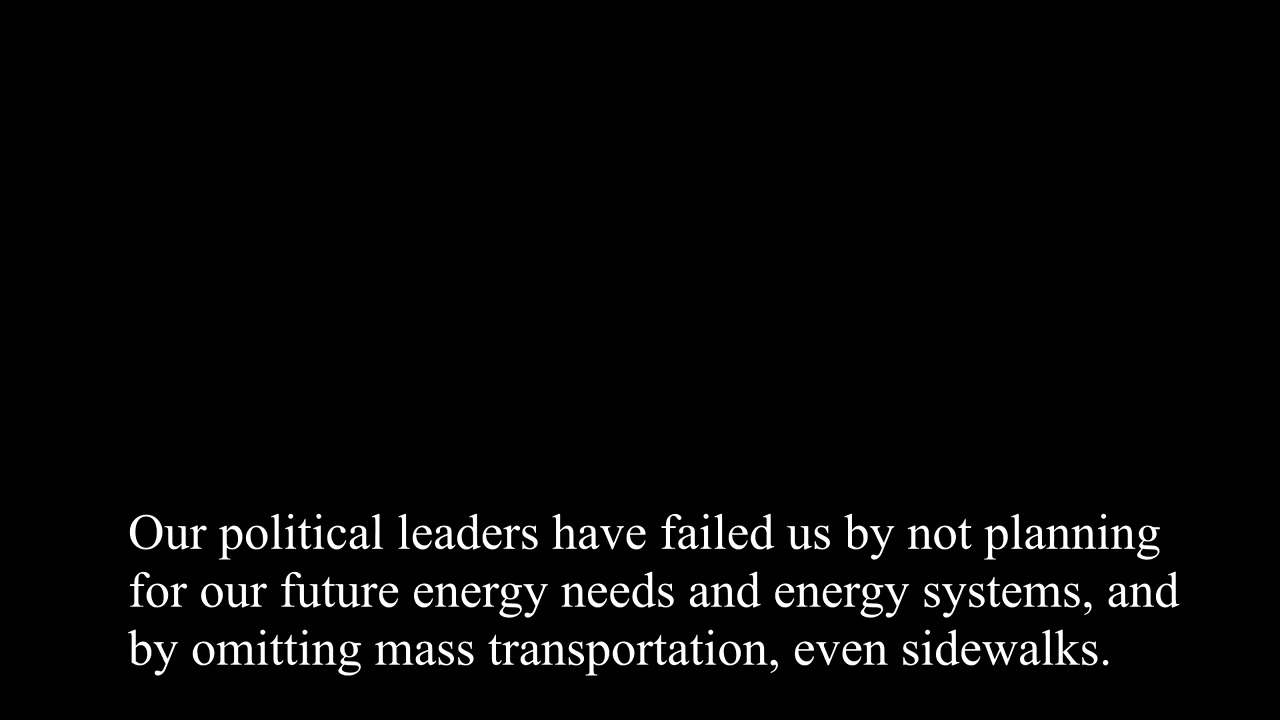 Our political leaders have failed us by not planning
for our future energy needs and energy systems, and
by omitting mass transportation, even sidewalks.